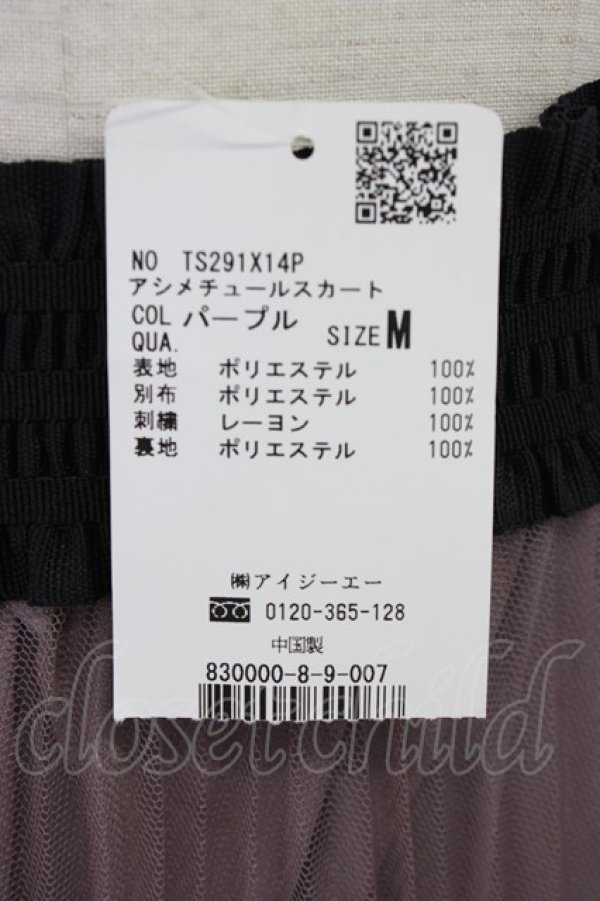 NO TS291X14P
アシメチュールスカート
COL パープル
QUA. SIZE M
表地 ポリエステル 100%
別布 ポリエステル 100%
刺繍 レーヨン 100%
裏地 ポリエステル 100%
㈱アイジーエー
0120-365-128
中国製
830000-8-9-007
closet child